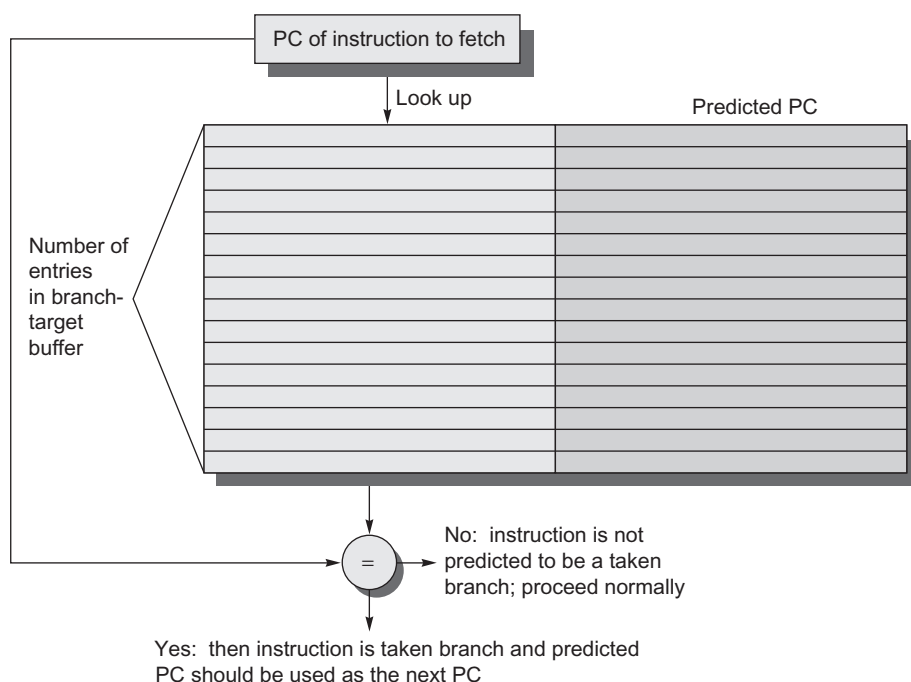 PC of instruction to fetch
Look up
Predicted PC
Number of
entries
in branch-
target
buffer
=
No: instruction is not
predicted to be a taken
branch; proceed normally
Yes: then instruction is taken branch and predicted
PC should be used as the next PC